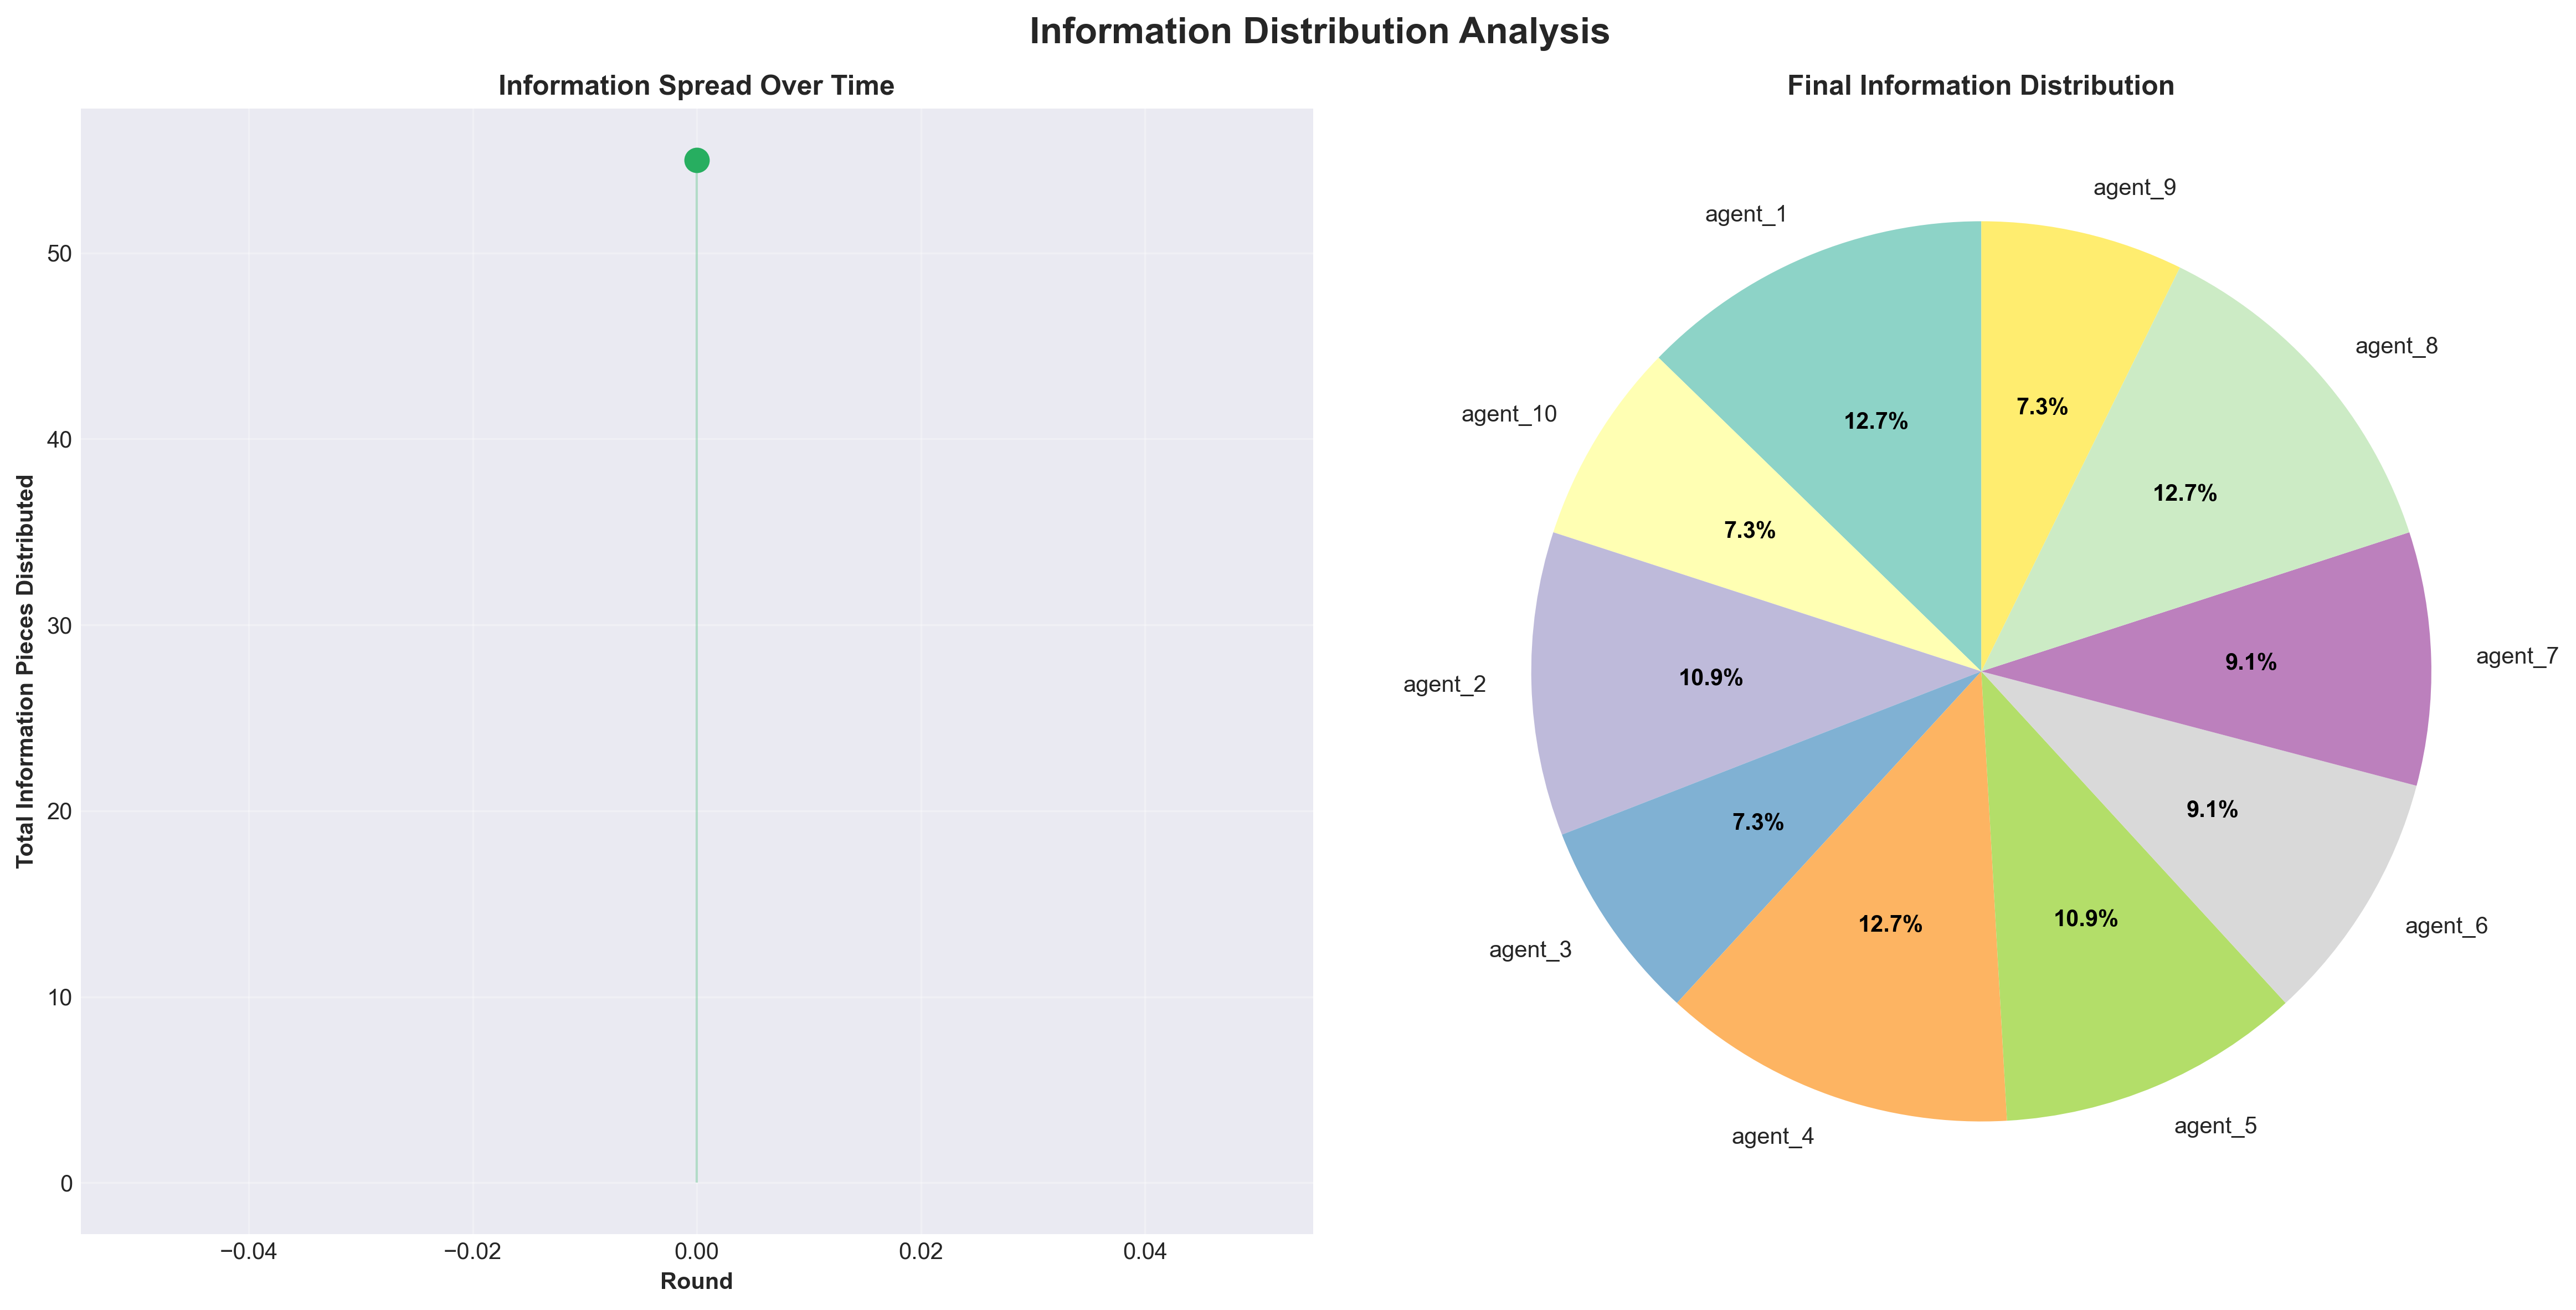 Information Distribution Analysis
Information Spread Over Time
Total Information Pieces Distributed
50
40
30
20
10
0
−0.04 −0.02 0.00 0.02 0.04
Round
Final Information Distribution
agent_1
12.7%
agent_10
7.3%
agent_2
10.9%
agent_3
7.3%
agent_4
12.7%
agent_5
10.9%
agent_6
9.1%
agent_7
9.1%
agent_8
12.7%
agent_9
7.3%